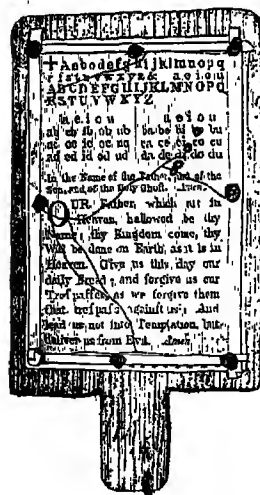 +Aabcdefghijklmnopq
rſstuvwxyz& aeiou
ABCDEFGHIJKLMNOPQ
RSTUVWXYZ
a e i o u a e i o u
ab eb ib ob ub ba be bi bo bu
ac ec ic oc uc ca ce ci co cu
ad ed id od ud da de di do du
In the Name of the Father, and of the
Son, and of the Holy Ghoſt. Amen.
OUR Father, which art in
Heaven, hallowed be thy
Name; thy Kingdom come, thy
Will be done on Earth, as it is in
Heaven. Give us this day our
daily Bread; and forgive us our
Treſpaſſes, as we forgive them
that treſpaſs againſt us: And
lead us not into Temptation, but
deliver us from Evil. Amen.